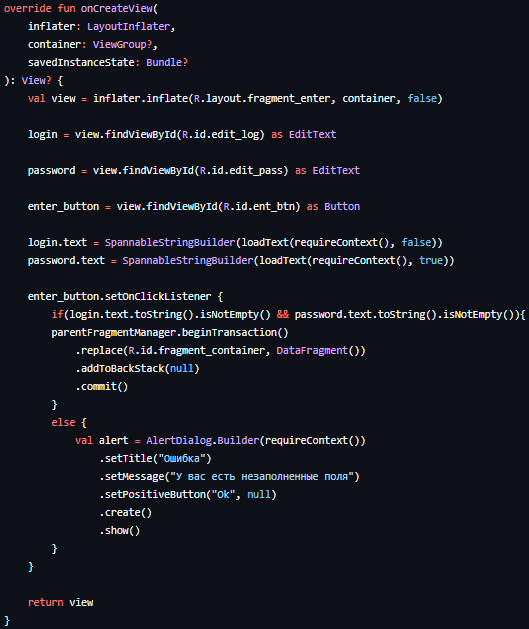 override fun onCreateView(
    inflater: LayoutInflater,
    container: ViewGroup?,
    savedInstanceState: Bundle?
): View? {
    val view = inflater.inflate(R.layout.fragment_enter, container, false)

    login = view.findViewById(R.id.edit_log) as EditText

    password = view.findViewById(R.id.edit_pass) as EditText

    enter_button = view.findViewById(R.id.ent_btn) as Button

    login.text = SpannableStringBuilder(loadText(requireContext(), false))
    password.text = SpannableStringBuilder(loadText(requireContext(), true))

    enter_button.setOnClickListener {
        if(login.text.toString().isNotEmpty() && password.text.toString().isNotEmpty()){
        parentFragmentManager.beginTransaction()
            .replace(R.id.fragment_container, DataFragment())
            .addToBackStack(null)
            .commit()
        }
        else {
            val alert = AlertDialog.Builder(requireContext())
                .setTitle("Ошибка")
                .setMessage("У вас есть незаполненные поля")
                .setPositiveButton("Ok", null)
                .create()
                .show()
        }
    }

    return view
}